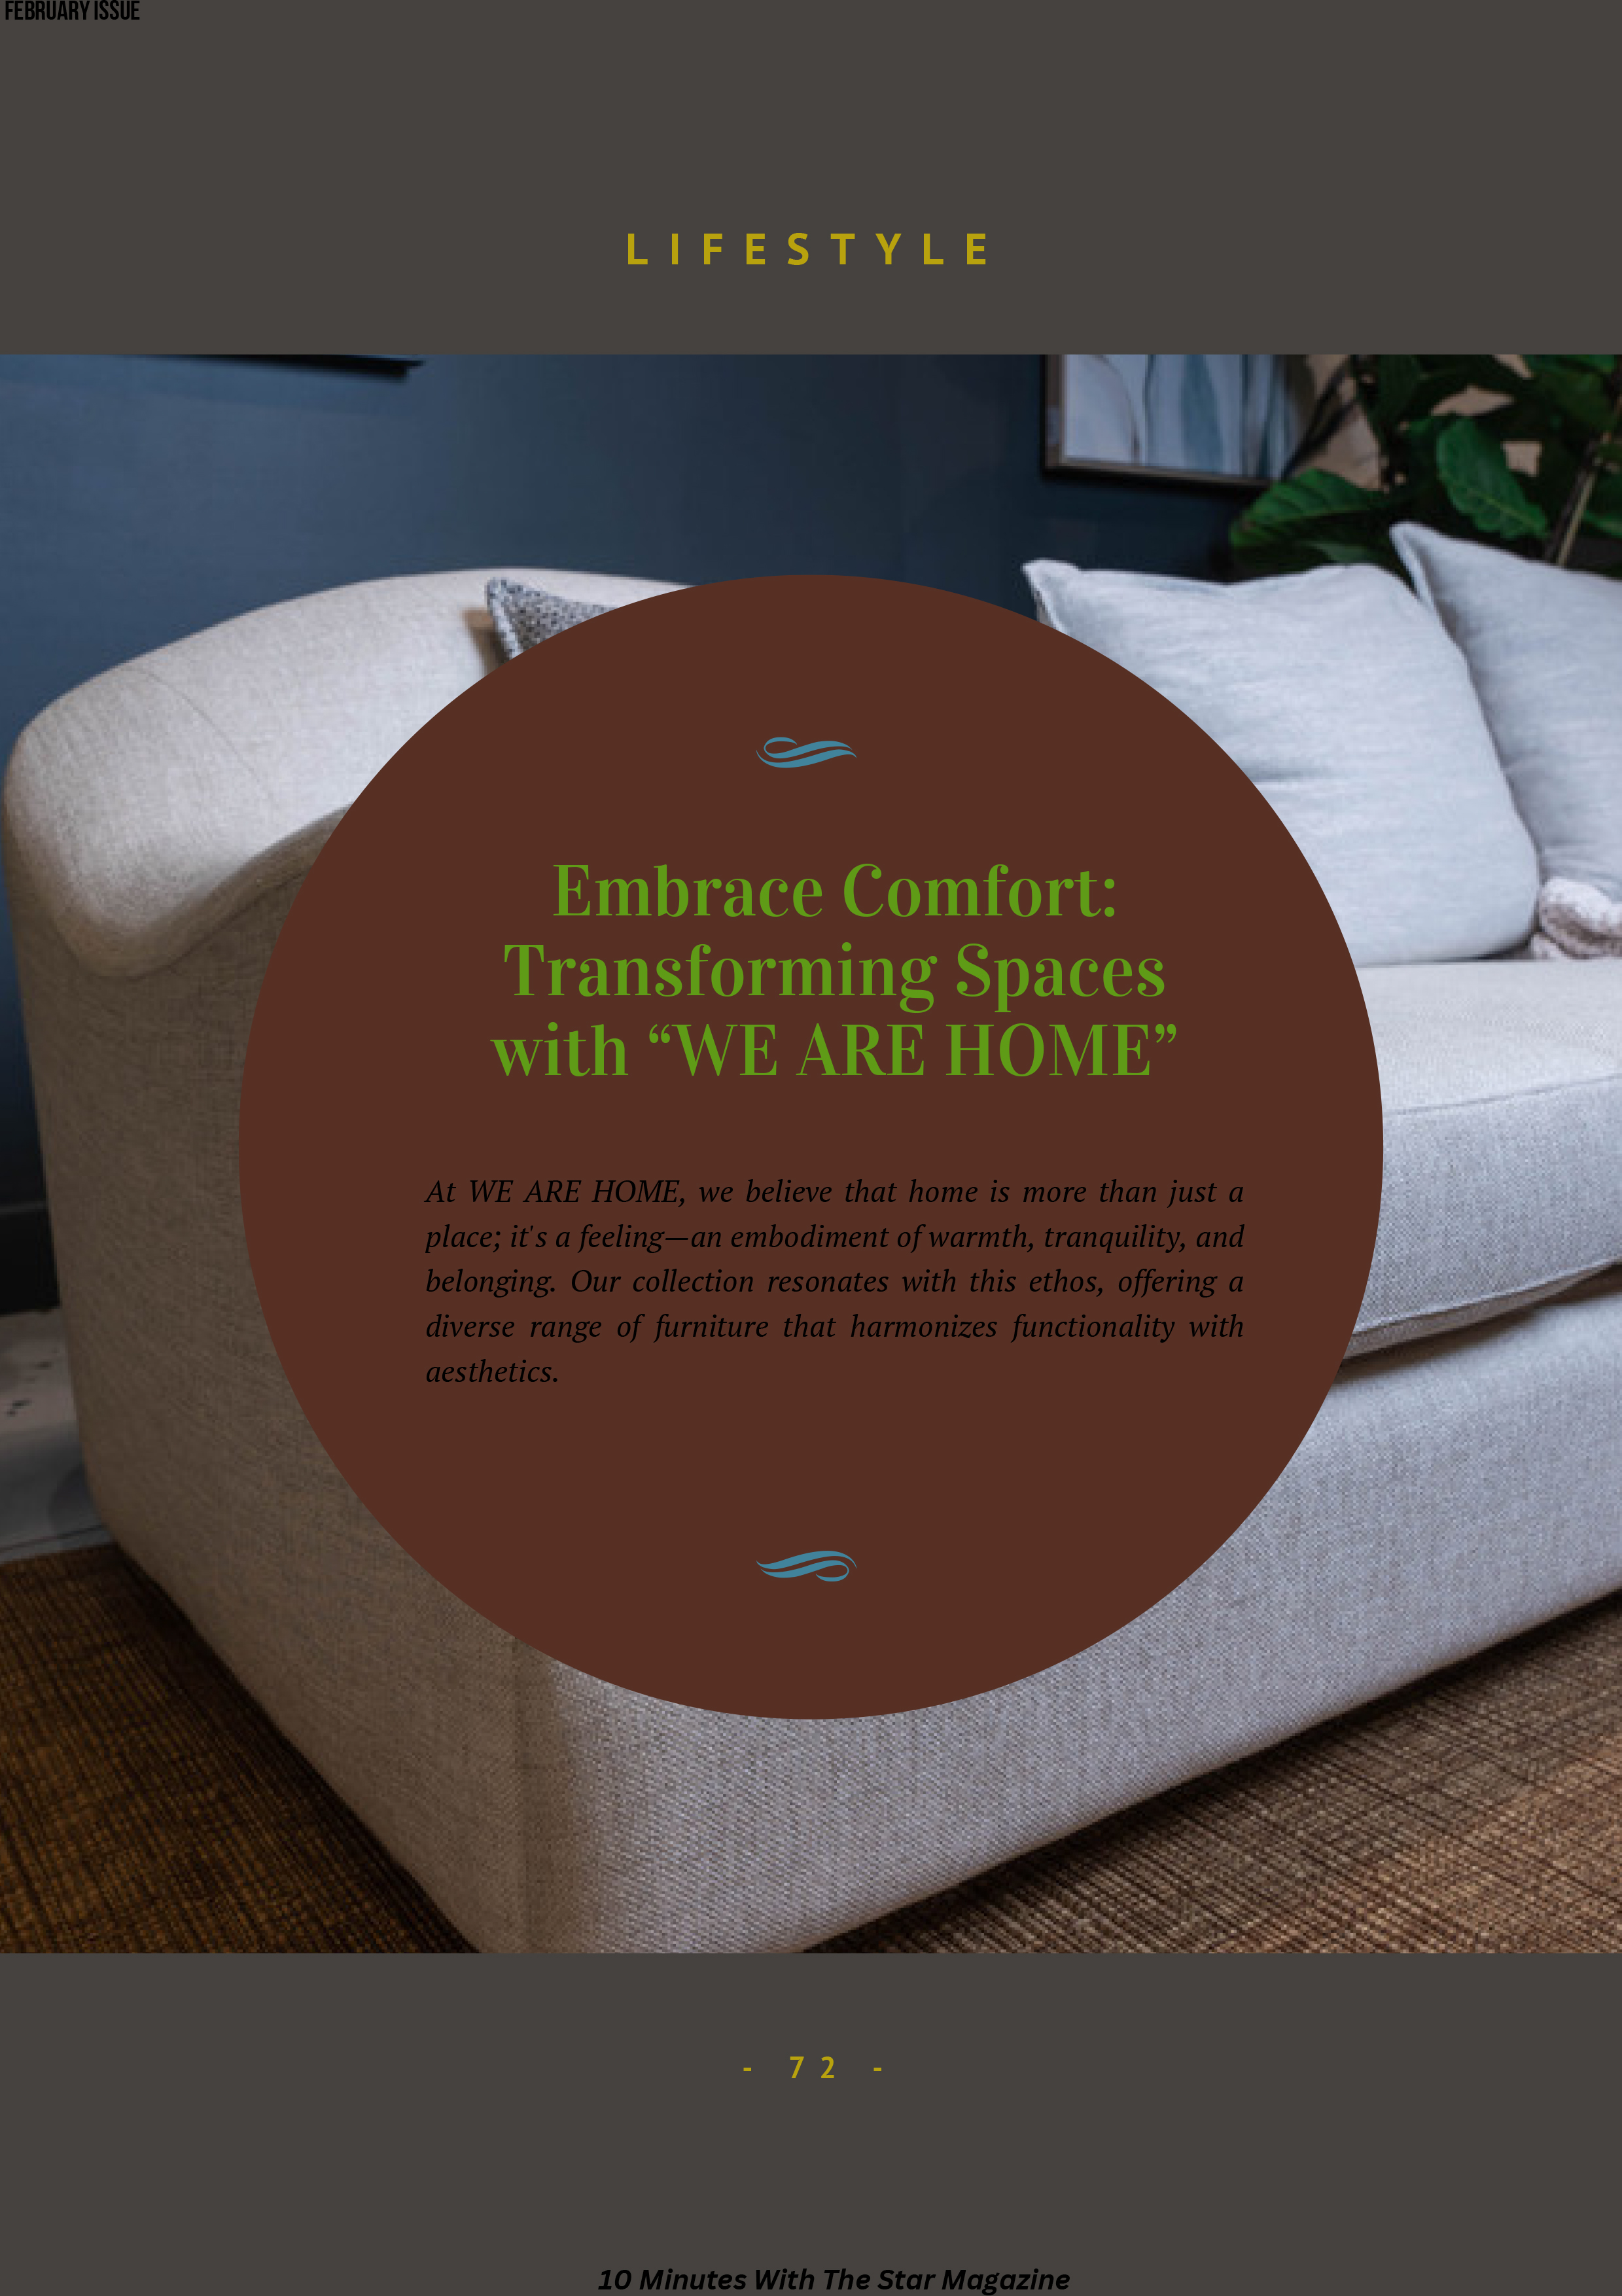 FEBRUARY ISSUE
LIFESTYLE
Embrace Comfort:
Transforming Spaces
with “WE ARE HOME”
At WE ARE HOME, we believe that home is more than just a
place; it's a feeling—an embodiment of warmth, tranquility, and
belonging. Our collection resonates with this ethos, offering a
diverse range of furniture that harmonizes functionality with
aesthetics.
- 72 -
10 Minutes With The Star Magazine